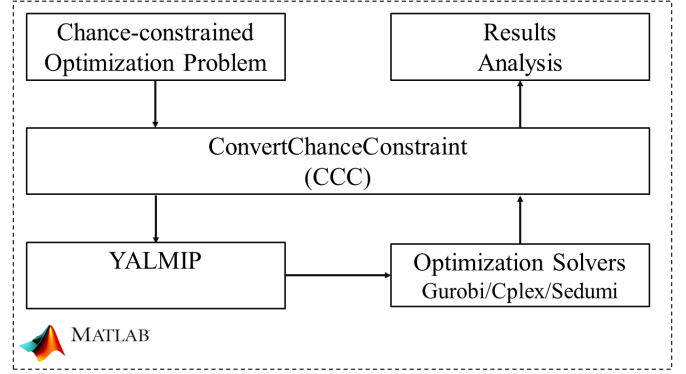 Chance-constrained
Optimization Problem
Results
Analysis
ConvertChanceConstraint
(CCC)
YALMIP
Optimization Solvers
Gurobi/Cplex/Sedumi
MATLAB